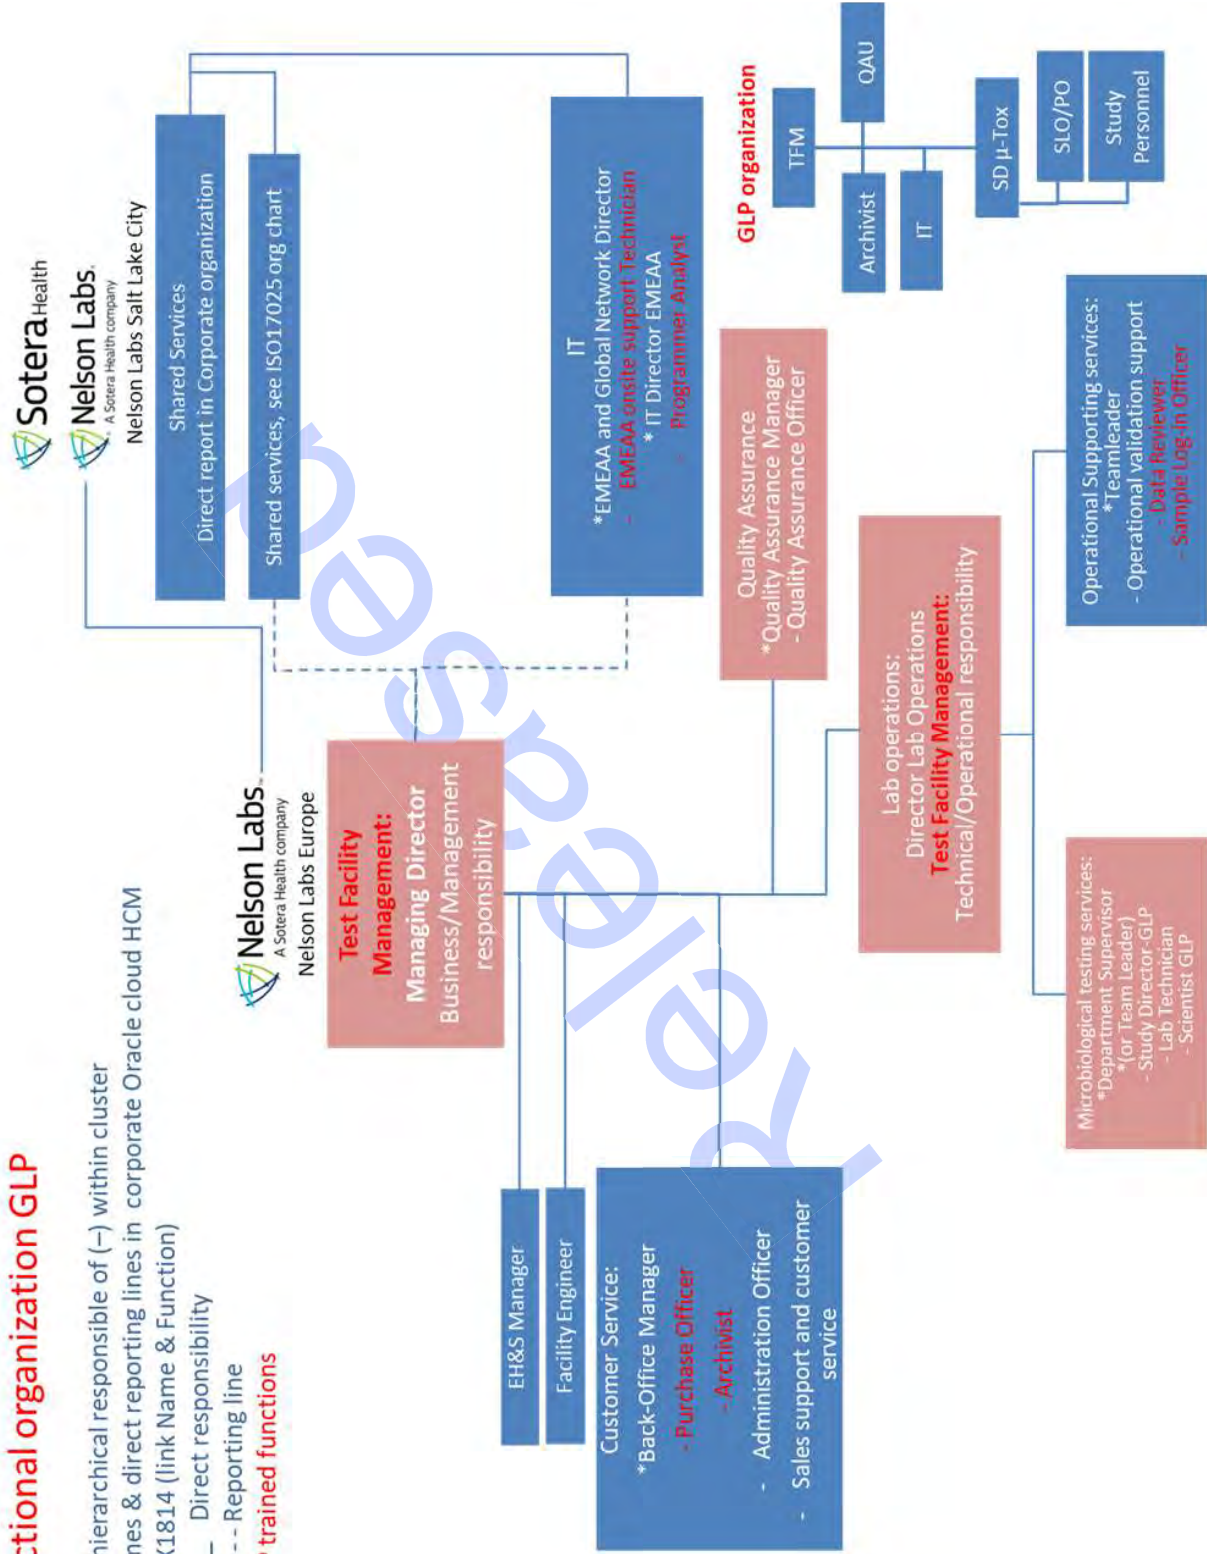 ctional organization GLP
hierarchical responsible of (–) within cluster
nes & direct reporting lines in corporate Oracle cloud HCM
1814 (link Name & Function)
– Direct responsibility
- - Reporting line
trained functions
Sotera Health
Nelson Labs.
A Sotera Health company
Nelson Labs Salt Lake City
Nelson Labs.
A Sotera Health company
Nelson Labs Europe
Shared Services
Direct report in Corporate organization
Shared services, see ISO17025 org chart
Test Facility
Management:
Managing Director
Business/Management
responsibility
IT
*EMEAA and Global Network Director
- EMEAA onsite support Technician
* IT Director EMEAA
- Programmer Analyst
EH&S Manager
Facility Engineer
Customer Service:
*Back-Office Manager
- Purchase Officer
- Archivist
- Administration Officer
- Sales support and customer
service
Quality Assurance
*Quality Assurance Manager
- Quality Assurance Officer
Lab operations:
Director Lab Operations
Test Facility Management:
Technical/Operational responsibility
Microbiological testing services:
*Department Supervisor
*(or Team Leader)
- Study Director-GLP
- Lab Technician
- Scientist GLP
Operational Supporting services:
*Teamleader
- Operational validation support
- Data Reviewer
- Sample Log-In Officer
GLP organization
TFM
Archivist
QAU
IT
SD μ-Tox
SLO/PO
Study
Personnel
Released